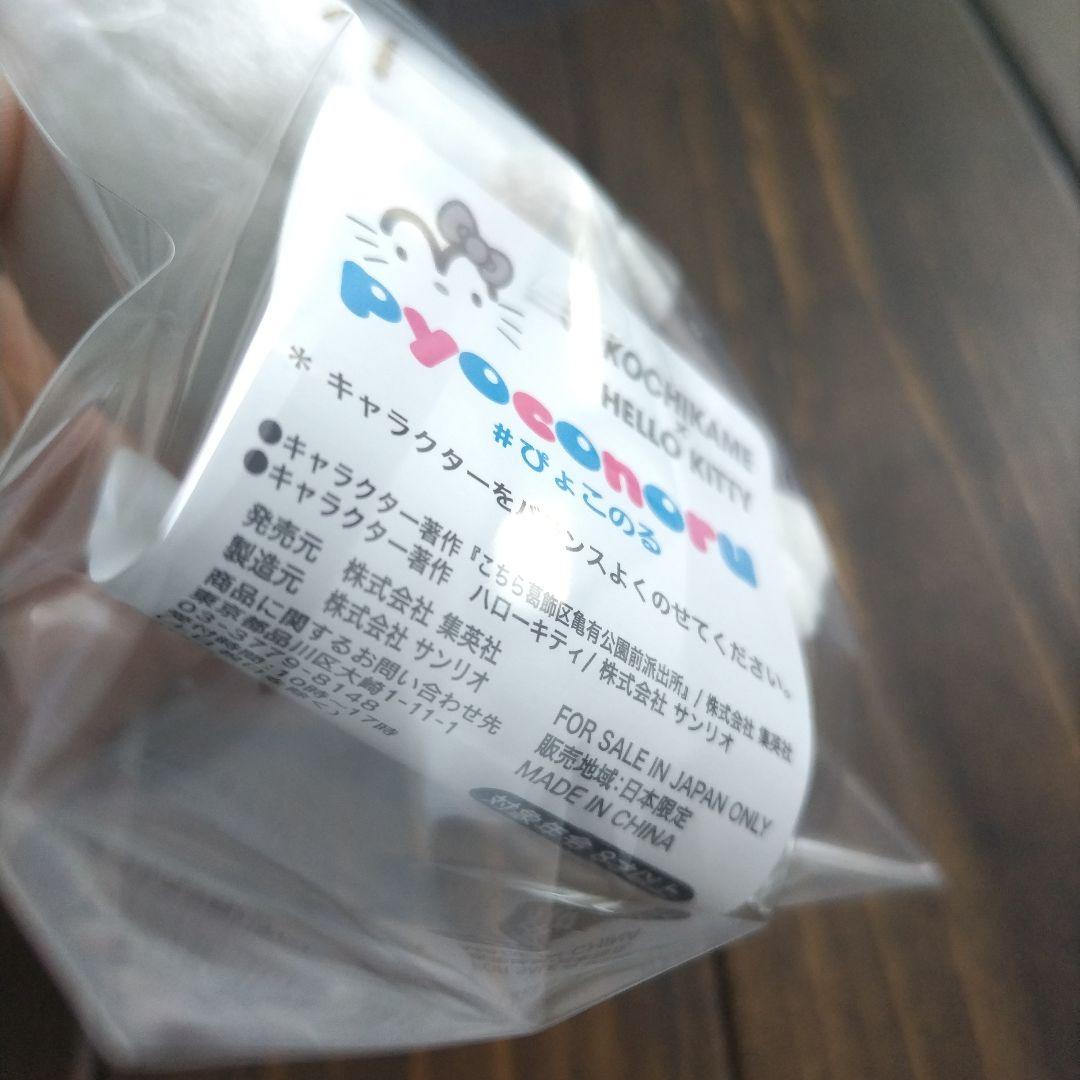 KOCHIKAME
×
HELLO KITTY
Pyoconoru
#ぴょこのる
＊ キャラクターをバランスよくのせてください。
●キャラクター著作『こちら葛飾区亀有公園前派出所』/ 株式会社 集英社
●キャラクター著作 ハローキティ/ 株式会社 サンリオ
発売元 株式会社 集英社
製造元 株式会社 サンリオ
商品に関するお問い合わせ先
東京都品川区大崎1-11-1
03-3779-8148
FOR SALE IN JAPAN ONLY
販売地域:日本限定
MADE IN CHINA